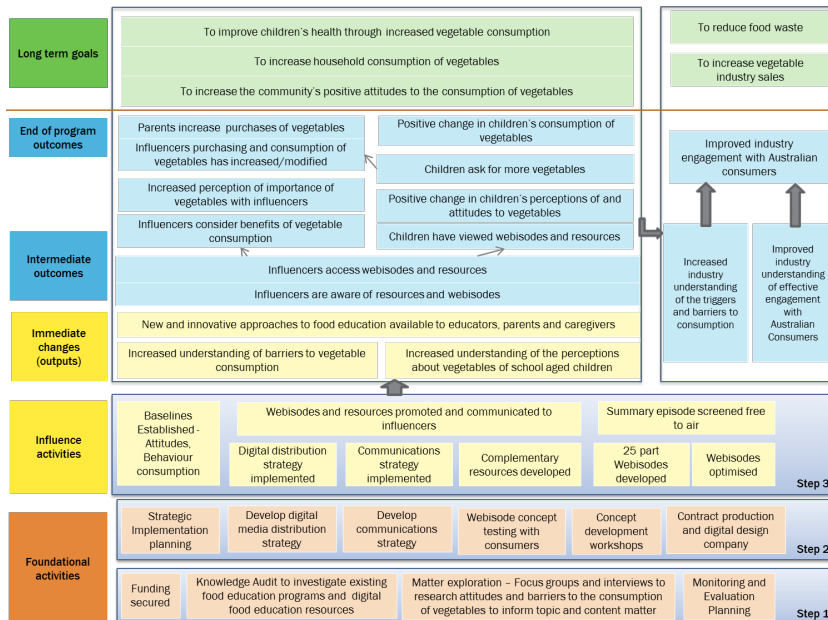 Long term goals
To improve children's health through increased vegetable consumption
To increase household consumption of vegetables
To increase the community's positive attitudes to the consumption of vegetables
To reduce food waste
To increase vegetable
industry sales
End of program
outcomes
Parents increase purchases of vegetables
Influencers purchasing and consumption of
vegetables has increased/modified
Increased perception of importance of
vegetables with influencers
Influencers consider benefits of vegetable
consumption
Positive change in children's consumption of
vegetables
Children ask for more vegetables
Positive change in children's perceptions of and
attitudes to vegetables
Children have viewed webisodes and resources
Improved industry
engagement with Australian
consumers
Intermediate
outcomes
Influencers access webisodes and resources
Influencers are aware of resources and webisodes
Increased
industry
understanding
of the triggers
and barriers to
consumption
Improved
industry
understanding
of effective
engagement
with
Australian
Consumers
Immediate
changes
(outputs)
New and innovative approaches to food education available to educators, parents and caregivers
Increased understanding of barriers to vegetable
consumption
Increased understanding of the perceptions
about vegetables of school aged children
Influence
activities
Baselines
Established -
Attitudes,
Behaviour
consumption
Webisodes and resources promoted and communicated to
influencers
Summary episode screened free
to air
Digital distribution
strategy
implemented
Communications
strategy
implemented
Complementary
resources developed
25 part
Webisodes
developed
Webisodes
optimised
Step 3
Foundational
activities
Strategic
Implementation
planning
Develop digital
media distribution
strategy
Develop
communications
strategy
Webisode concept
testing with
consumers
Concept
development
workshops
Contract production
and digital design
company
Step 2
Funding
secured
Knowledge Audit to investigate existing
food education programs and digital
food education resources
Matter exploration – Focus groups and interviews to
research attitudes and barriers to the consumption
of vegetables to inform topic and content matter
Monitoring and
Evaluation
Planning
Step 1